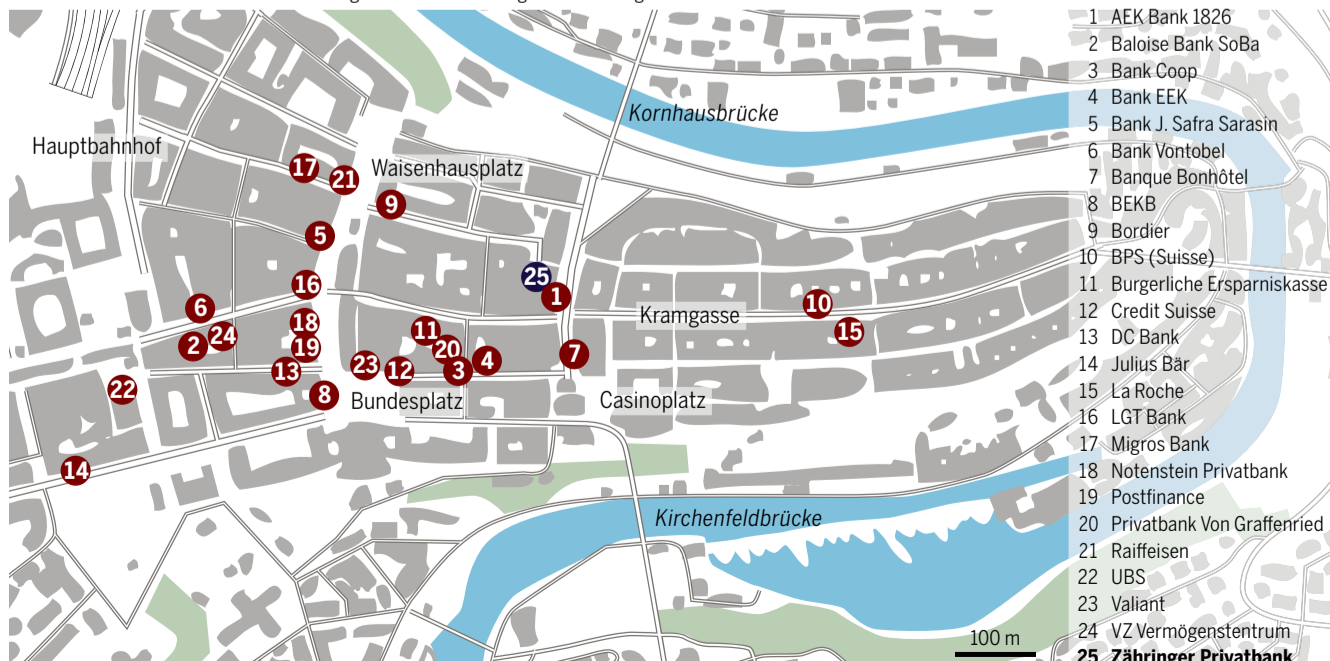 1 AEK Bank 1826
2 Baloise Bank SoBa
3 Bank Coop
4 Bank EEK
5 Bank J. Safra Sarasin
6 Bank Vontobel
7 Banque Bonhôtel
8 BEKB
9 Bordier
10 BPS (Suisse)
11 Burgerliche Ersparniskasse
12 Credit Suisse
13 DC Bank
14 Julius Bär
15 La Roche
16 LGT Bank
17 Migros Bank
18 Notenstein Privatbank
19 Postfinance
20 Privatbank Von Graffenried
21 Raiffeisen
22 UBS
23 Valiant
24 VZ Vermögenstentrum
25 Zähringer Privatbank
Kornhausbrücke
Hauptbahnhof
Waisenhausplatz
17
21
9
5
25
16
1
6
10
Kramgasse
18
11
15
24
2
19
20
7
4
23
12
3
13
22
8
Bundesplatz
Casinoplatz
14
Kirchenfeldbrücke
100 m